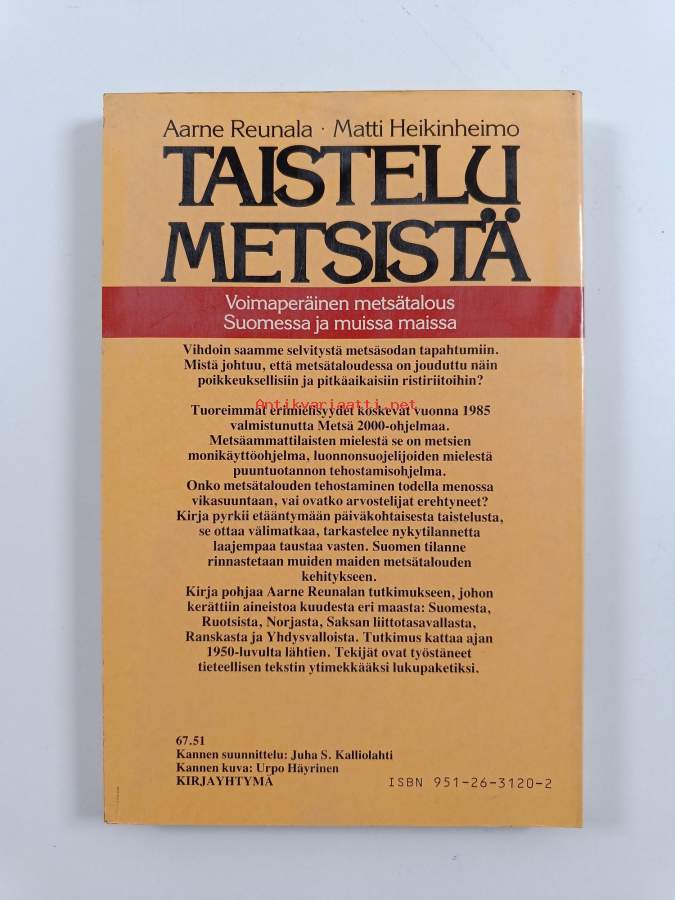 Aarne Reunala · Matti Heikinheimo
TAISTELU
METSISTÄ
Voimaperäinen metsätalous
Suomessa ja muissa maissa
Vihdoin saamme selvitystä metsäsodan tapahtumiin.
Mistä johtuu, että metsätaloudessa on jouduttu näin
poikkeuksellisiin ja pitkäaikaisiin ristiriitoihin?
Antikvariaatti.net
Tuoreimmat erimielisyydet koskevat vuonna 1985
valmistunutta Metsä 2000-ohjelmaa.
Metsäammattilaisten mielestä se on metsien
monikäyttöohjelma, luonnonsuojelijoiden mielestä
puuntuotannon tehostamisohjelma.
Onko metsätalouden tehostaminen todella menossa
vikasuuntaan, vai ovatko arvostelijat erehtyneet?
Kirja pyrkii etääntymään päiväkohtaisesta taistelusta,
se ottaa välimatkaa, tarkastelee nykytilannetta
laajempaa taustaa vasten. Suomen tilanne
rinnastetaan muiden maiden metsätalouden
kehitykseen.
Kirja pohjaa Aarne Reunalan tutkimukseen, johon
kerättiin aineistoa kuudesta eri maasta: Suomesta,
Ruotsista, Norjasta, Saksan liittotasavallasta,
Ranskasta ja Yhdysvalloista. Tutkimus kattaa ajan
1950-luvulta lähtien. Tekijät ovat työstäneet
tieteellisen tekstin ytimekkääksi lukupaketiksi.
67.51
Kannen suunnittelu: Juha S. Kalliolahti
Kannen kuva: Urpo Häyrinen
KIRJAYHTYMÄ
ISBN 951-26-3120-2